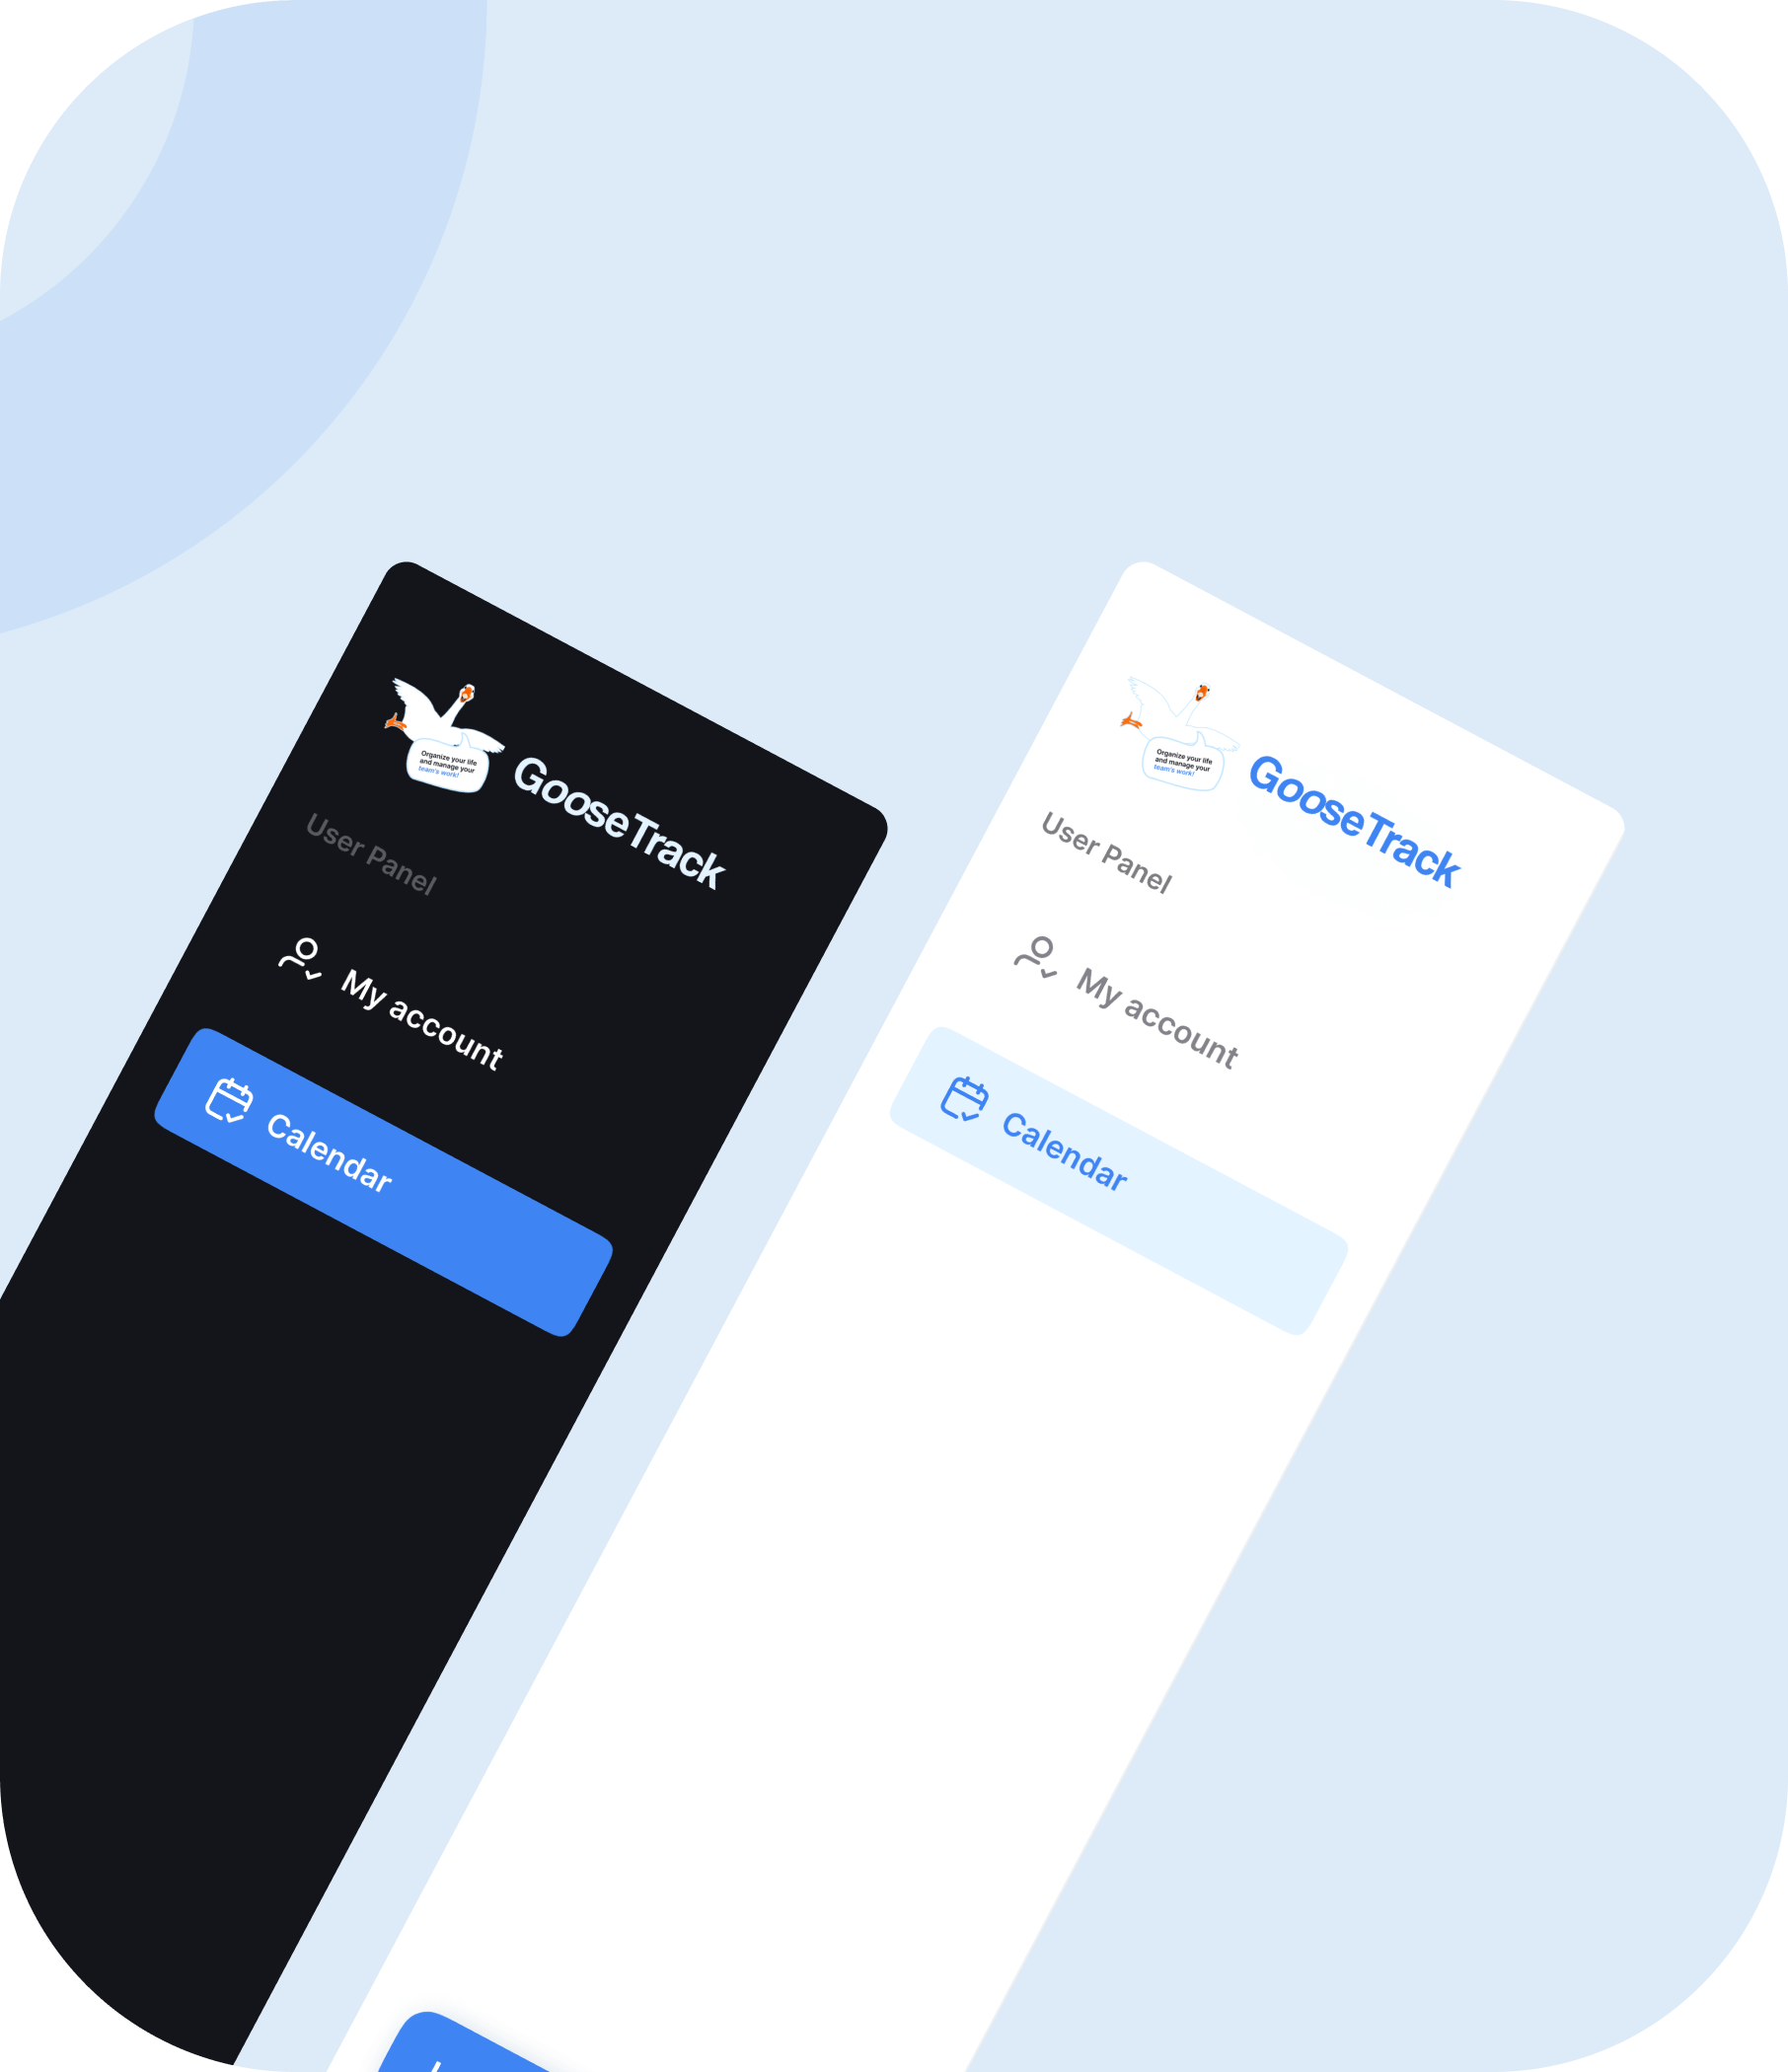 Organize your life
and manage your
team's work!
GooseTrack
User Panel
My account
Calendar
Organize your life
and manage your
team's work!
GooseTrack
User Panel
My account
Calendar